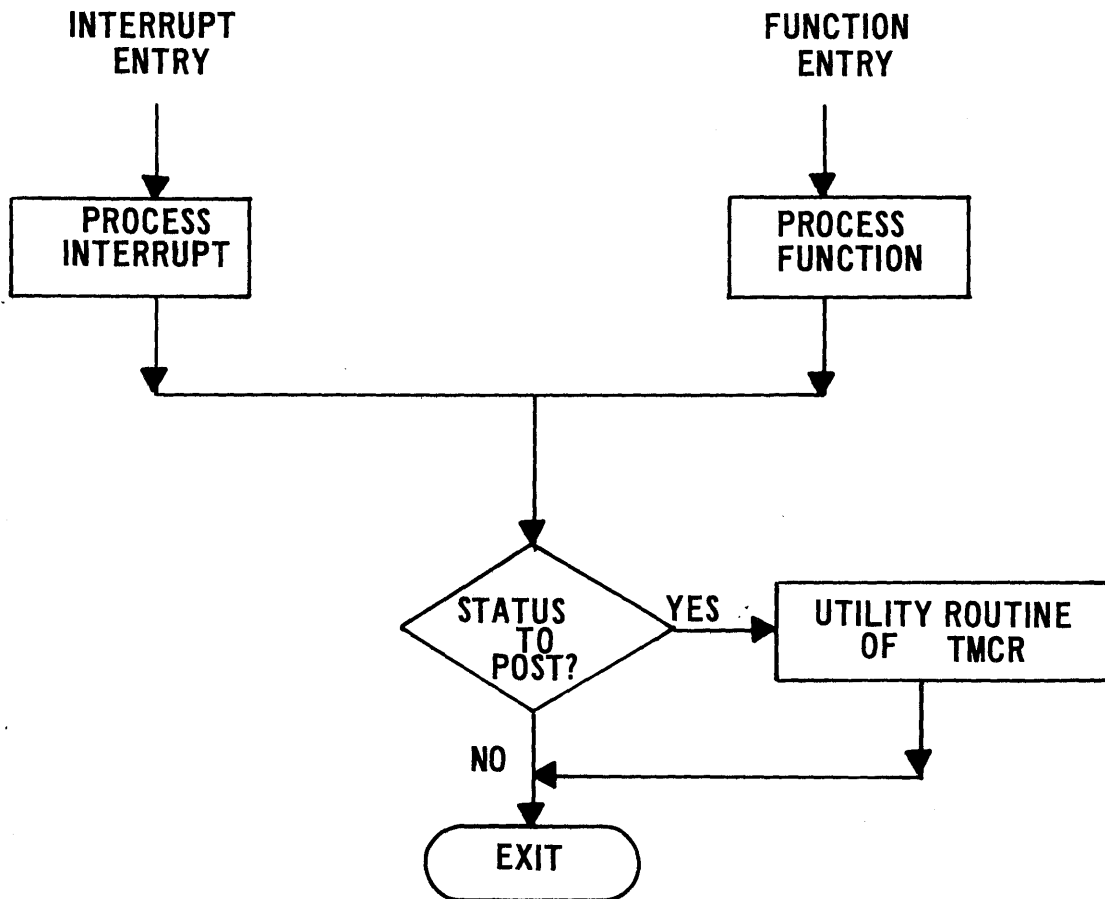 INTERRUPT
ENTRY
FUNCTION
ENTRY
PROCESS
INTERRUPT
PROCESS
FUNCTION
STATUS
TO
POST?
YES
UTILITY ROUTINE
OF TMCR
NO
EXIT